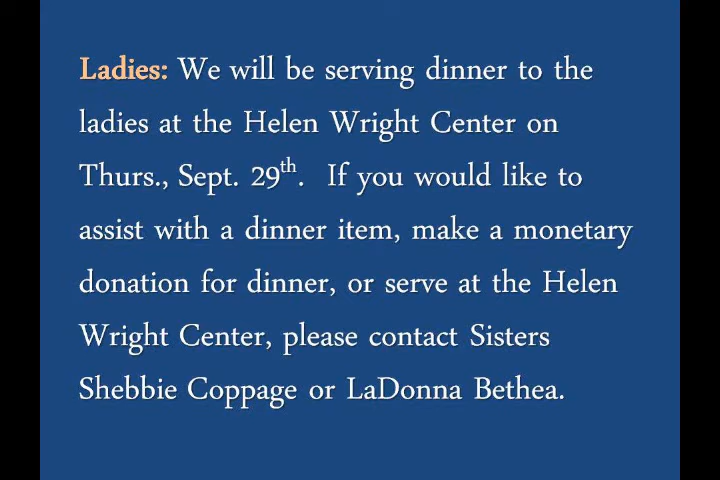 Ladies: We will be serving dinner to the
ladies at the Helen Wright Center on
Thurs., Sept. 29th. If you would like to
assist with a dinner item, make a monetary
donation for dinner, or serve at the Helen
Wright Center, please contact Sisters
Shebbie Coppage or LaDonna Bethea.